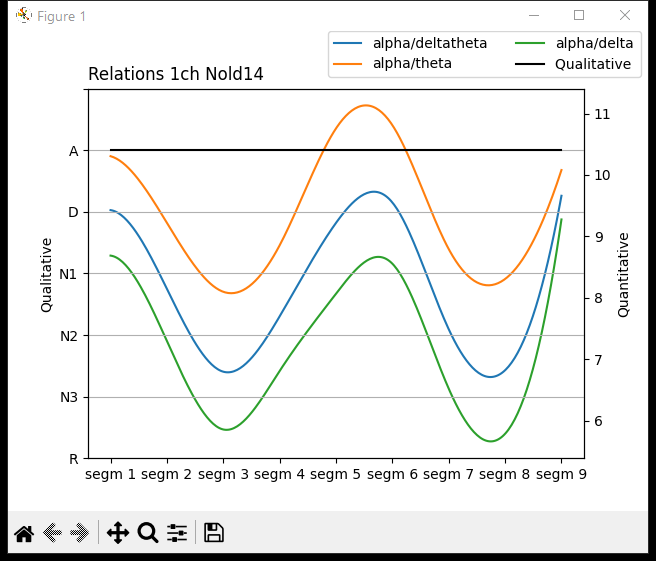 Figure 1
alpha/deltatheta
alpha/theta
alpha/delta
Qualitative
Relations 1ch Nold14
A
D
N1
N2
N3
R
Qualitative
11
10
9
8
7
6
Quantitative
segm 1 segm 2 segm 3 segm 4 segm 5 segm 6 segm 7 segm 8 segm 9